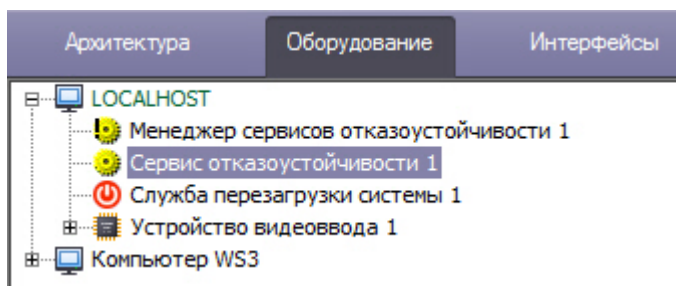 Архитектура Оборудование Интерфейсы
LOCALHOST
Менеджер сервисов отказоустойчивости 1
Сервис отказоустойчивости 1
Служба перезагрузки системы 1
Устройство видеоввода 1
Компьютер WS3